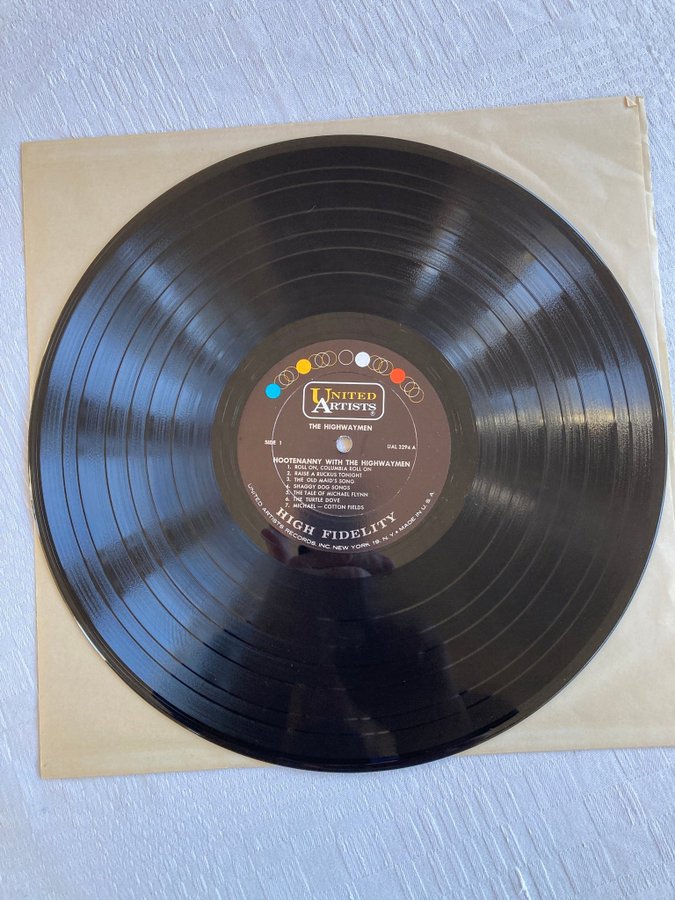 UNITED
ARTISTS
®
THE HIGHWAYMEN
SIDE 1
UAL 3294 A
HOOTENANNY WITH THE HIGHWAYMEN
1. ROLL ON, COLUMBIA ROLL ON
2. RAISE A RUCKUS TONIGHT
3. THE OLD MAID'S SONG
4. SHAGGY DOG SONGS
5. THE TALE OF MICHAEL FLYNN
6. THE TURTLE DOVE
7. MICHAEL — COTTON FIELDS
HIGH FIDELITY
UNITED ARTISTS RECORDS, INC. NEW YORK 19, N.Y. • MADE IN U.S.A.